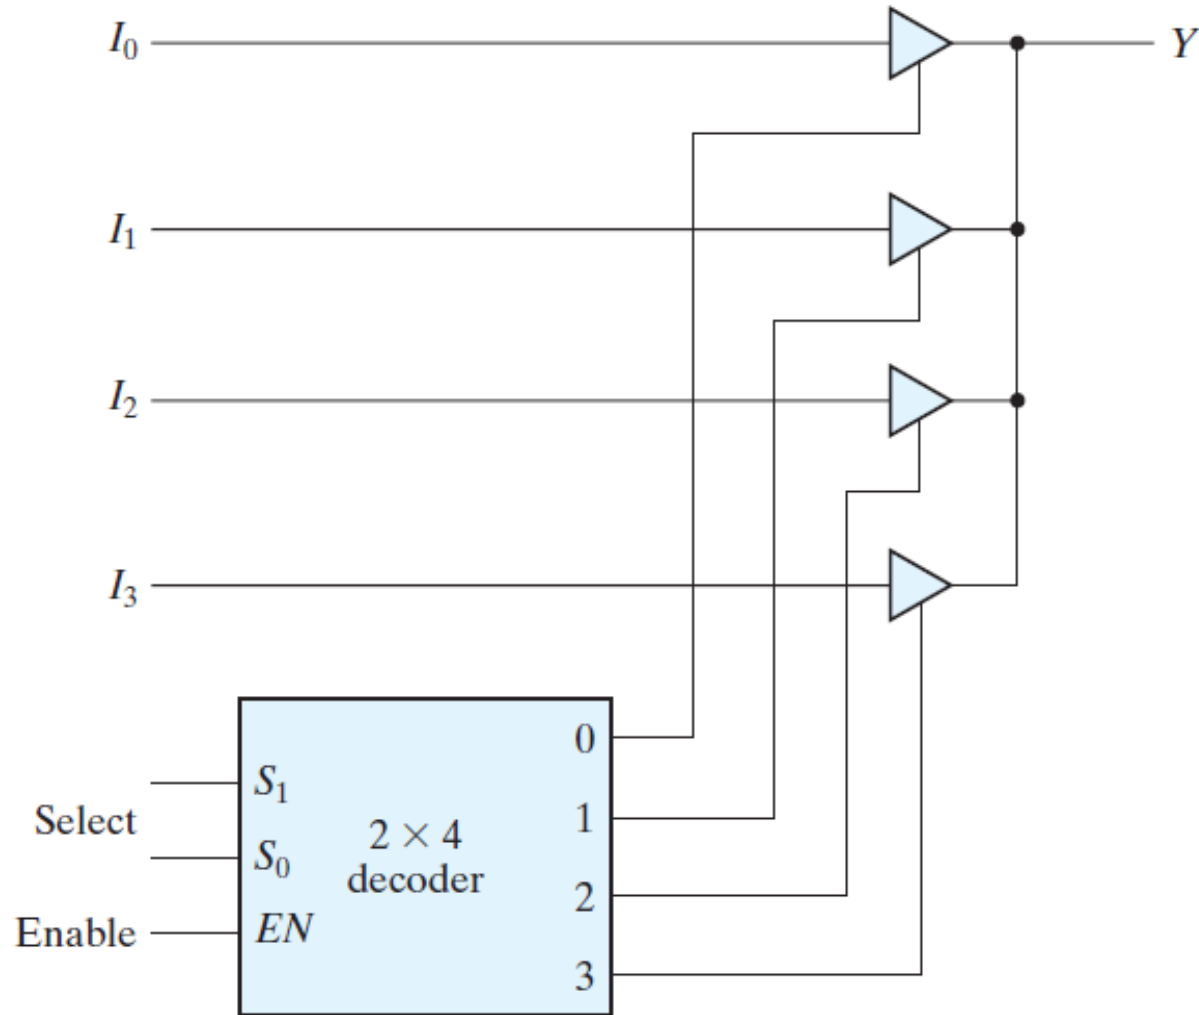 I₀
Y
I₁
I₂
I₃
0
S₁
Select
1
2 × 4
decoder
S₀
2
Enable
EN
3